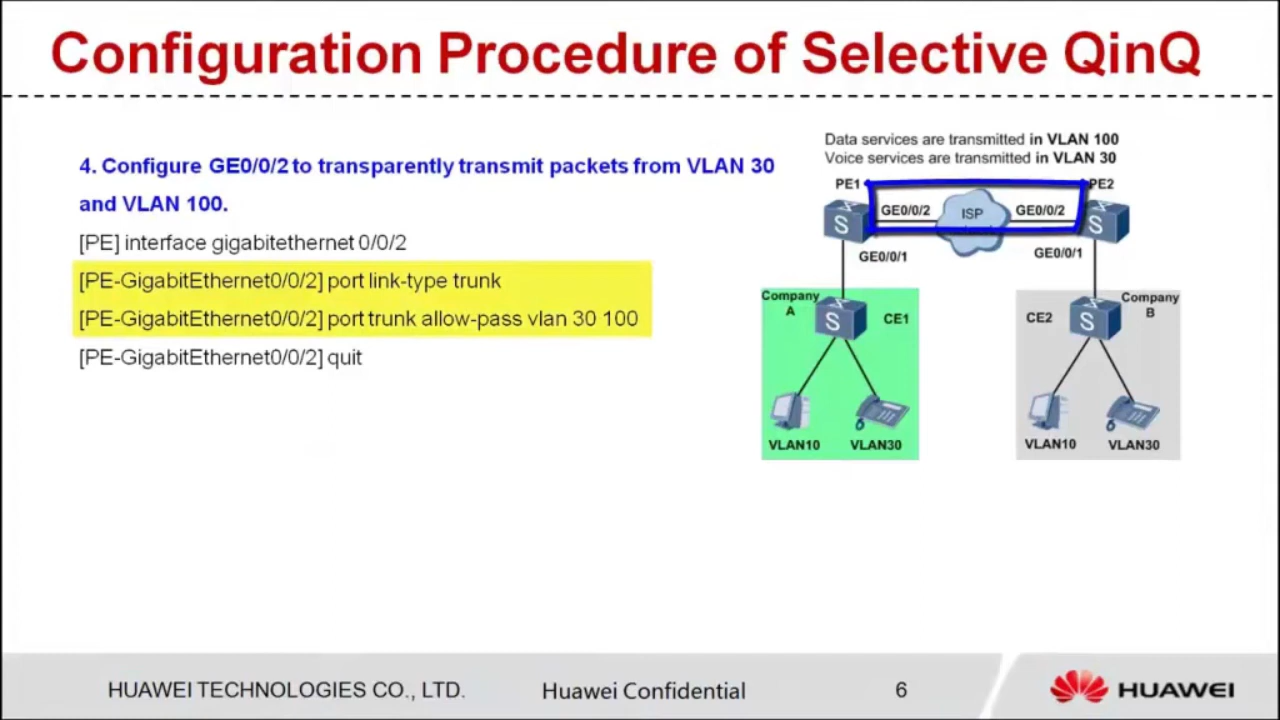 Configuration Procedure of Selective QinQ
4. Configure GE0/0/2 to transparently transmit packets from VLAN 30
and VLAN 100.
[PE] interface gigabitethernet 0/0/2
[PE-GigabitEthernet0/0/2] port link-type trunk
[PE-GigabitEthernet0/0/2] port trunk allow-pass vlan 30 100
[PE-GigabitEthernet0/0/2] quit
Data services are transmitted in VLAN 100
Voice services are transmitted in VLAN 30
PE1 PE2
GE0/0/2 ISP GE0/0/2
S S
GE0/0/1 GE0/0/1
Company
A
S
CE1
CE2
S
Company
B
VLAN10 VLAN30
VLAN10 VLAN30
HUAWEI TECHNOLOGIES CO., LTD. Huawei Confidential 6 HUAWEI